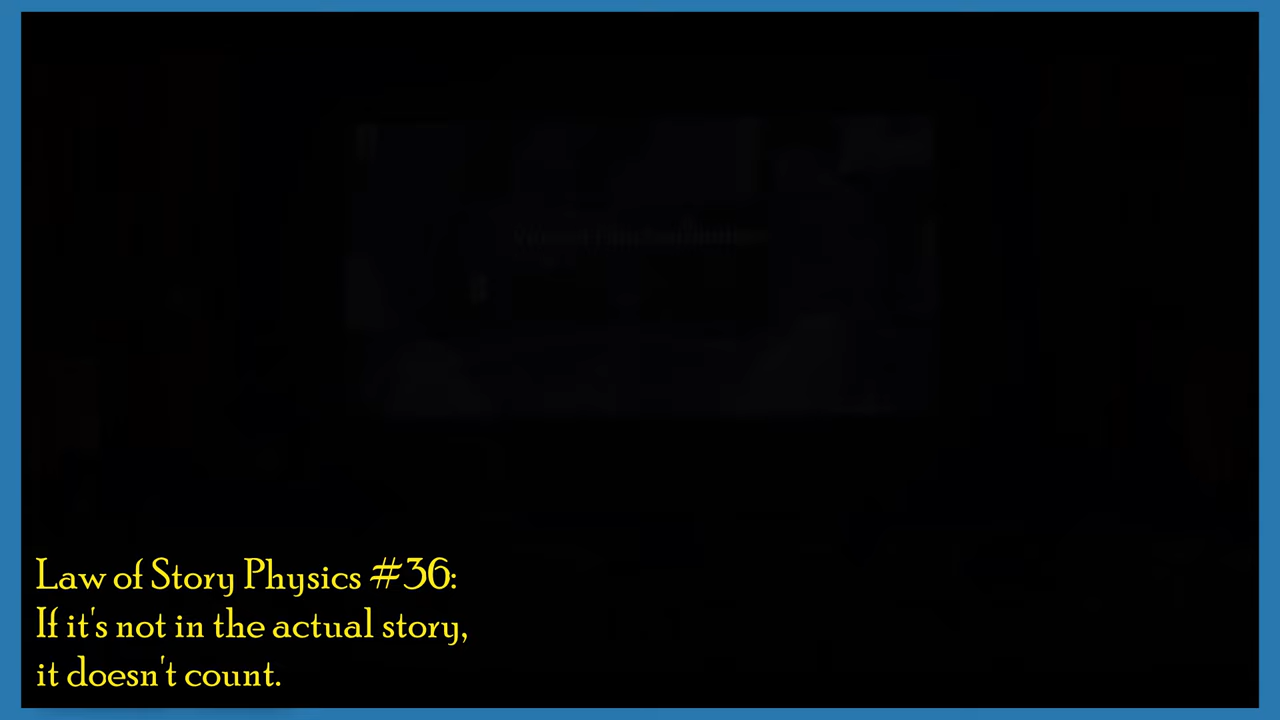 Law of Story Physics #36:
If it's not in the actual story,
it doesn't count.